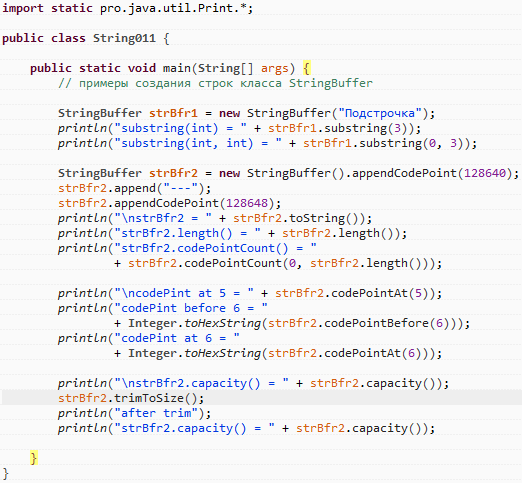 import static pro.java.util.Print.*;
public class String011 {
public static void main(String[] args) {
// примеры создания строк класса StringBuffer
StringBuffer strBfr1 = new StringBuffer("Подстрочка");
println("substring(int) = " + strBfr1.substring(3));
println("substring(int, int) = " + strBfr1.substring(0, 3));
StringBuffer strBfr2 = new StringBuffer().appendCodePoint(128640);
strBfr2.append("---");
strBfr2.appendCodePoint(128648);
println("\nstrBfr2 = " + strBfr2.toString());
println("strBfr2.length() = " + strBfr2.length());
println("strBfr2.codePointCount() = "
+ strBfr2.codePointCount(0, strBfr2.length()));
println("\ncodePint at 5 = " + strBfr2.codePointAt(5));
println("codePint before 6 = "
+ Integer.toHexString(strBfr2.codePointBefore(6)));
println("codePint at 6 = "
+ Integer.toHexString(strBfr2.codePointAt(6)));
println("\nstrBfr2.capacity() = " + strBfr2.capacity());
strBfr2.trimToSize();
println("after trim");
println("strBfr2.capacity() = " + strBfr2.capacity());
}
}